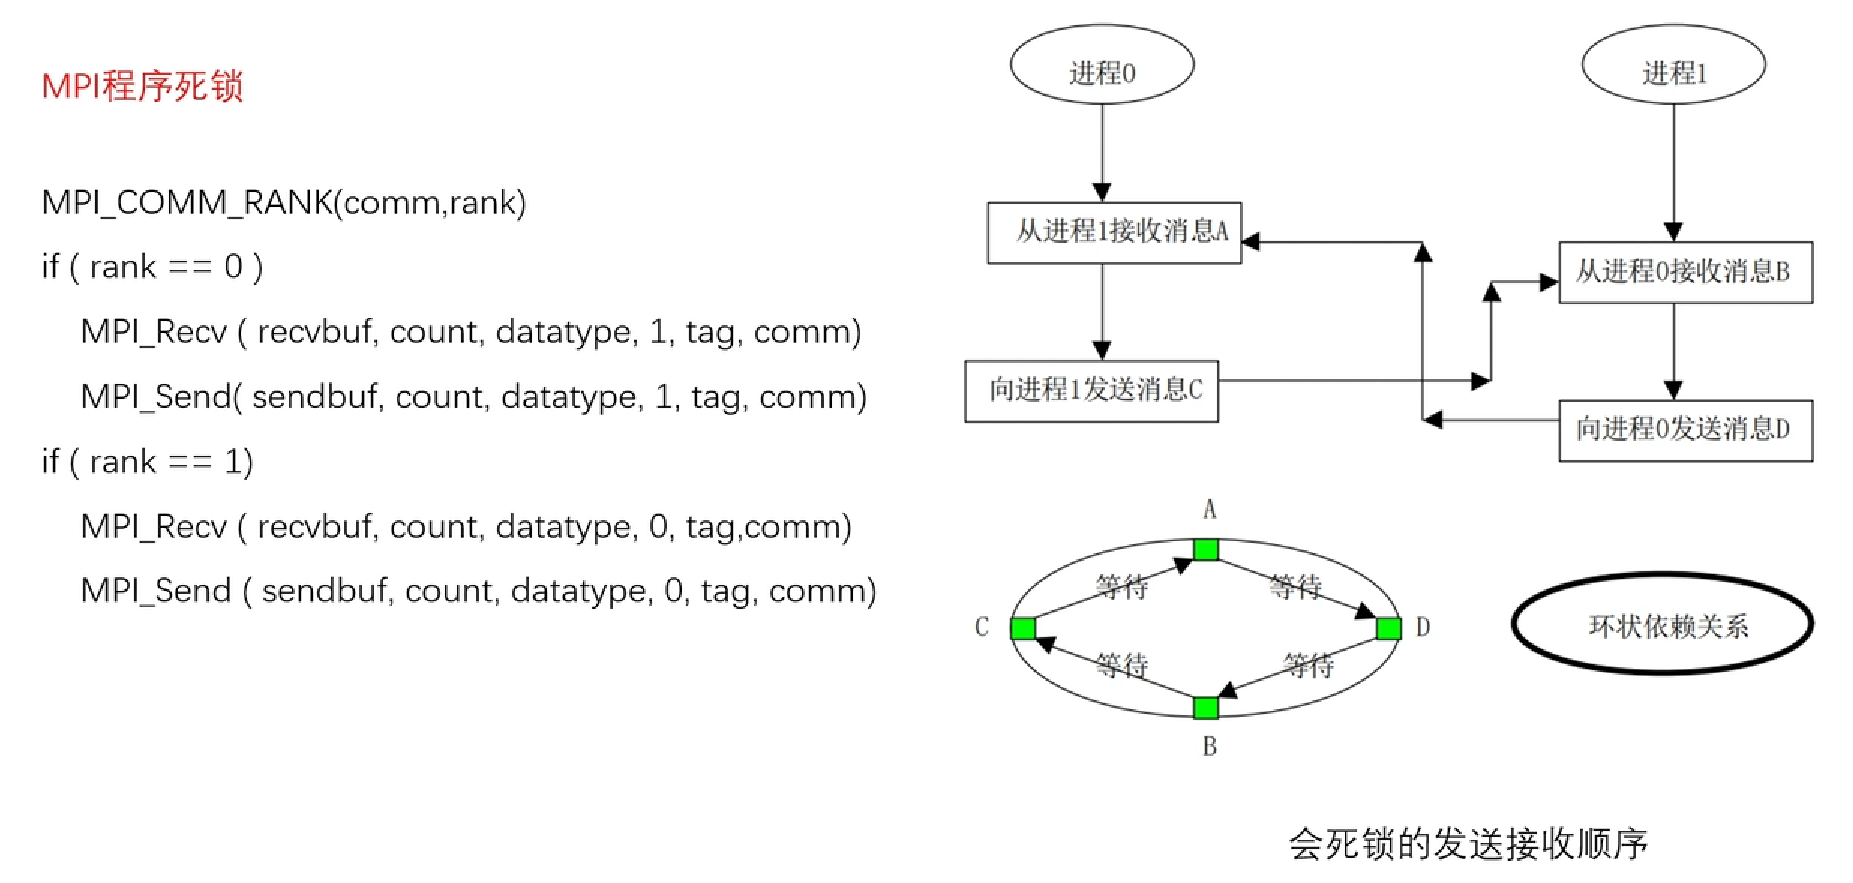 MPI程序死锁
MPI_COMM_RANK(comm,rank)
if ( rank == 0 )
MPI_Recv ( recvbuf, count, datatype, 1, tag, comm)
MPI_Send( sendbuf, count, datatype, 1, tag, comm)
if ( rank == 1)
MPI_Recv ( recvbuf, count, datatype, 0, tag,comm)
MPI_Send ( sendbuf, count, datatype, 0, tag, comm)
进程0
进程1
从进程1接收消息A
从进程0接收消息B
向进程1发送消息C
向进程0发送消息D
A
等待
等待
C
D
等待
等待
B
环状依赖关系
会死锁的发送接收顺序